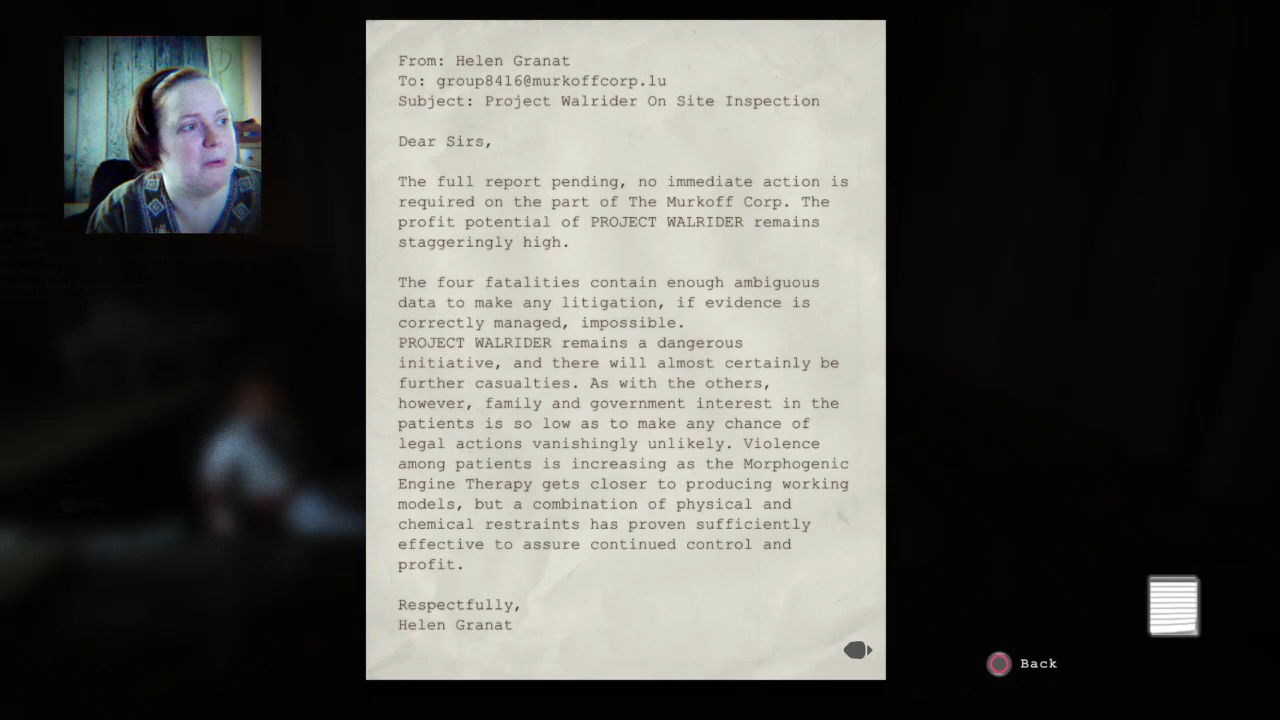 From: Helen Granat
To: group8416@murkoffcorp.lu
Subject: Project Walrider On Site Inspection
Dear Sirs,
The full report pending, no immediate action is
required on the part of The Murkoff Corp. The
profit potential of PROJECT WALRIDER remains
staggeringly high.
The four fatalities contain enough ambiguous
data to make any litigation, if evidence is
correctly managed, impossible.
PROJECT WALRIDER remains a dangerous
initiative, and there will almost certainly be
further casualties. As with the others,
however, family and government interest in the
patients is so low as to make any chance of
legal actions vanishingly unlikely. Violence
among patients is increasing as the Morphogenic
Engine Therapy gets closer to producing working
models, but a combination of physical and
chemical restraints has proven sufficiently
effective to assure continued control and
profit.
Respectfully,
Helen Granat
Back